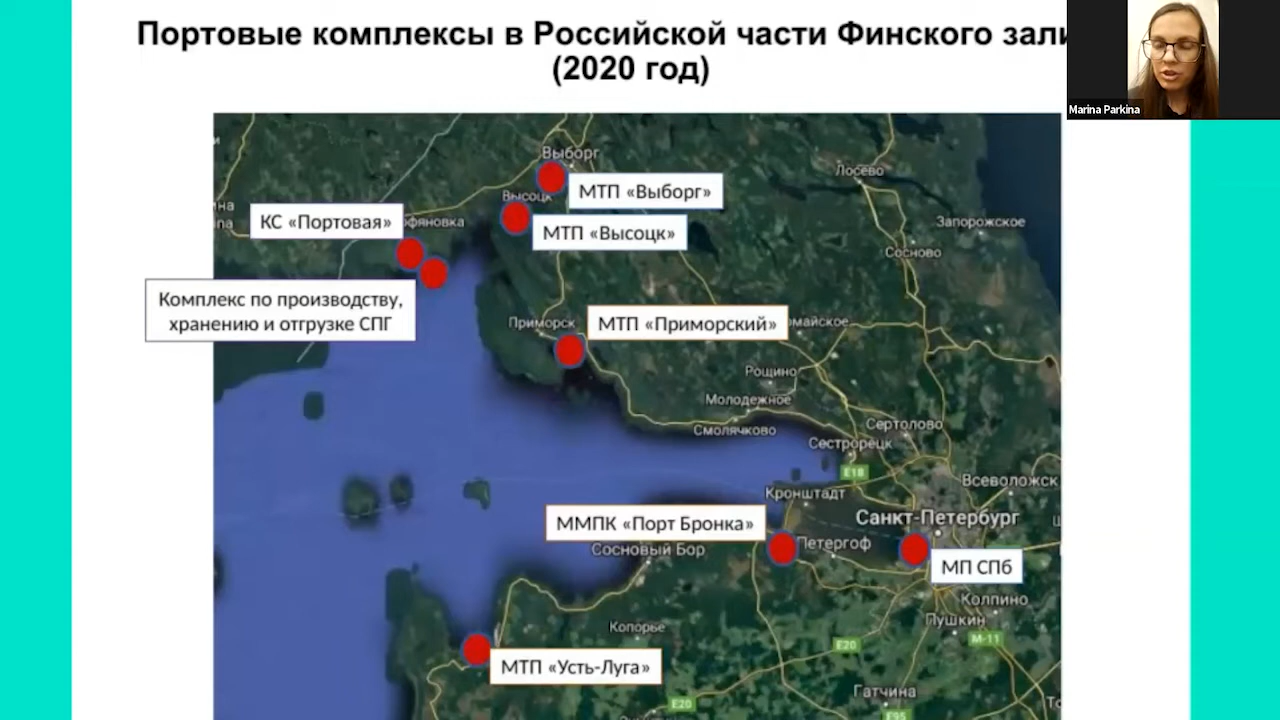 Портовые комплексы в Российской части Финского зали
(2020 год)
Marina Parkina
Выборг
МТП «Выборг»
Лосево
Высоцк
КС «Портовая»
офяновка
МТП «Высоцк»
Запорожское
Сосново
Комплекс по производству,
хранению и отгрузке СПГ
Приморск
МТП «Приморский»
омайское
Рощино
Молодежное
Смолячково
Сертолово
Сестрорецк
E18
Всеволожск
Кронштадт
Санкт-Петербург
ММПК «Порт Бронка»
Сосновый Бор
Петергоф
МП СПб
Колпино
Пушкин
Копорье
E20
М-11
МТП «Усть-Луга»
Гатчина
E20
E95